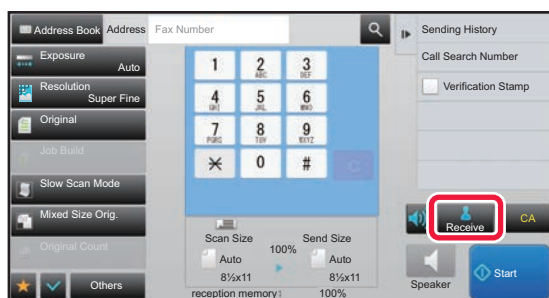 Address Book Address Fax Number
Sending History
Call Search Number
Verification Stamp
Exposure
Auto
Resolution
Super Fine
Original
Job Build
Slow Scan Mode
Mixed Size Orig.
Original Count
Others
1 2 3
ABC DEF
4 5 6
GHI JKL MNO
7 8 9
PQRS TUV WXYZ
0 #
C
Scan Size 100% Send Size
Auto Auto
8½x11 8½x11
reception memory: 100%
Receive
CA
Speaker
Start